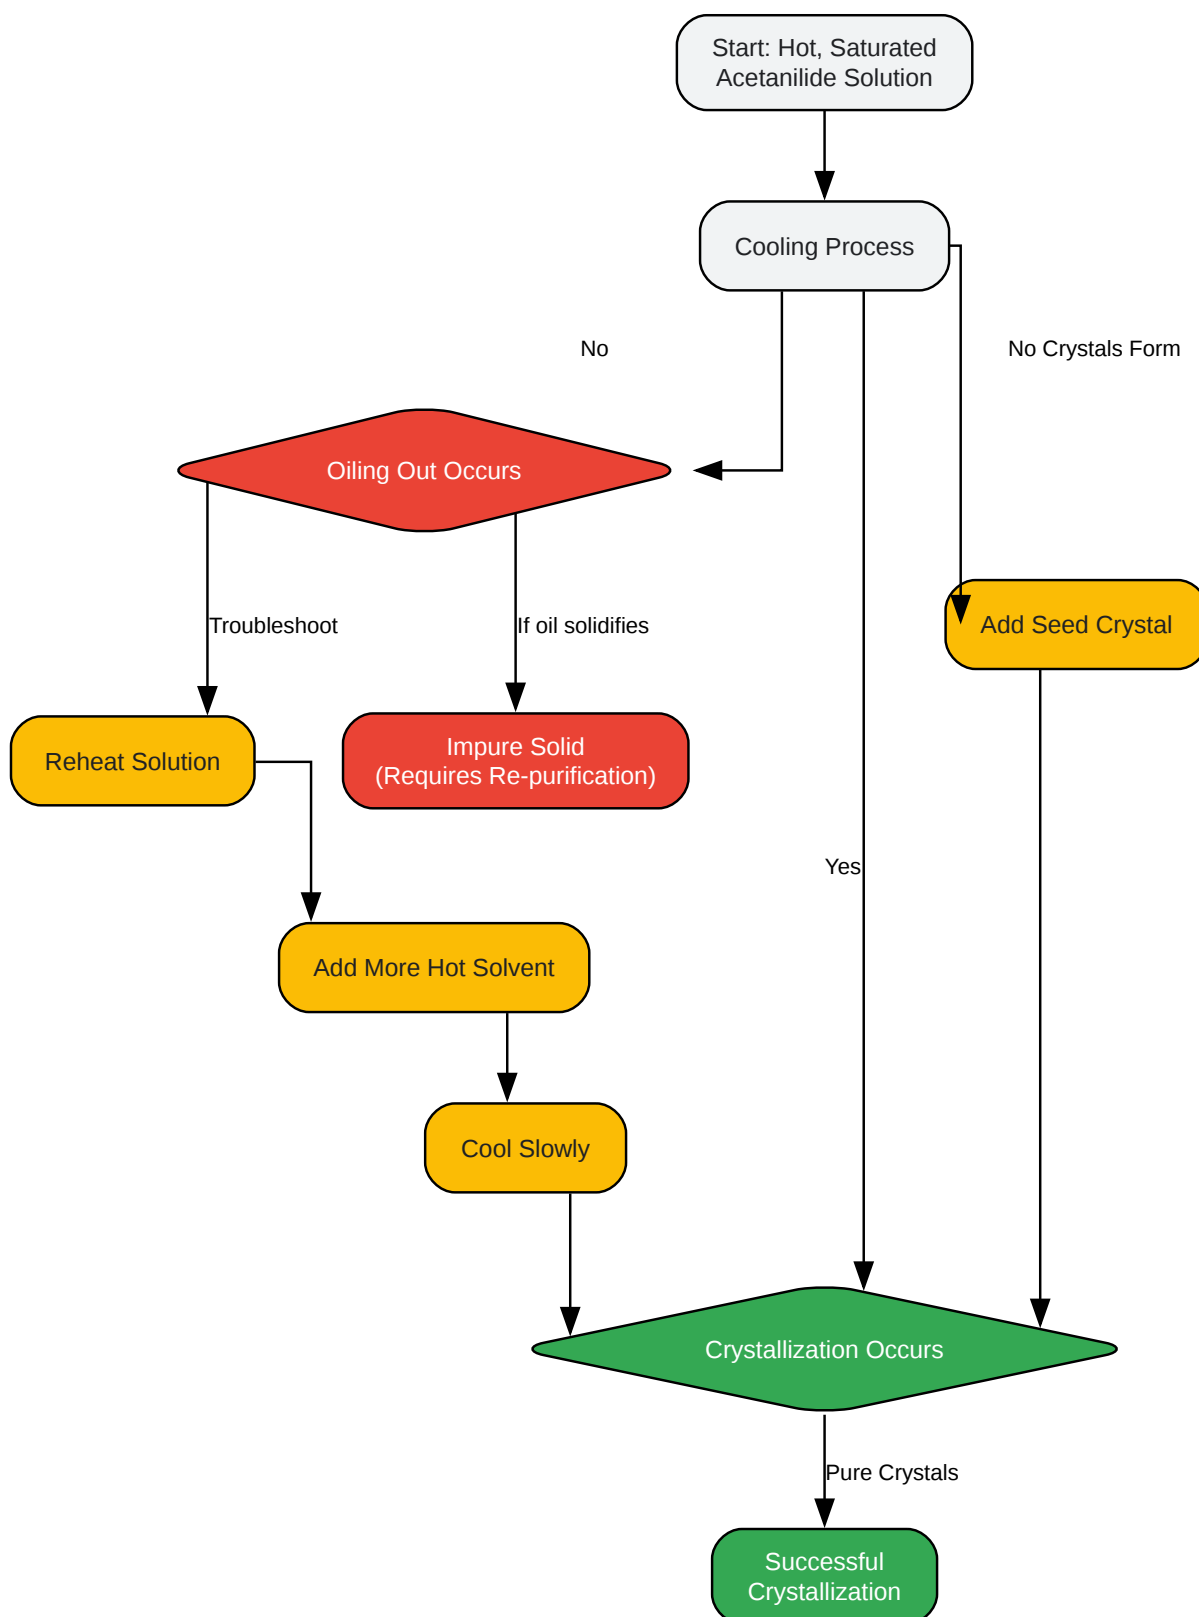 Start: Hot, Saturated
Acetanilide Solution
Cooling Process
No
No Crystals Form
Oiling Out Occurs
Troubleshoot
If oil solidifies
Add Seed Crystal
Reheat Solution
Impure Solid
(Requires Re-purification)
Yes
Add More Hot Solvent
Cool Slowly
Crystallization Occurs
Pure Crystals
Successful
Crystallization